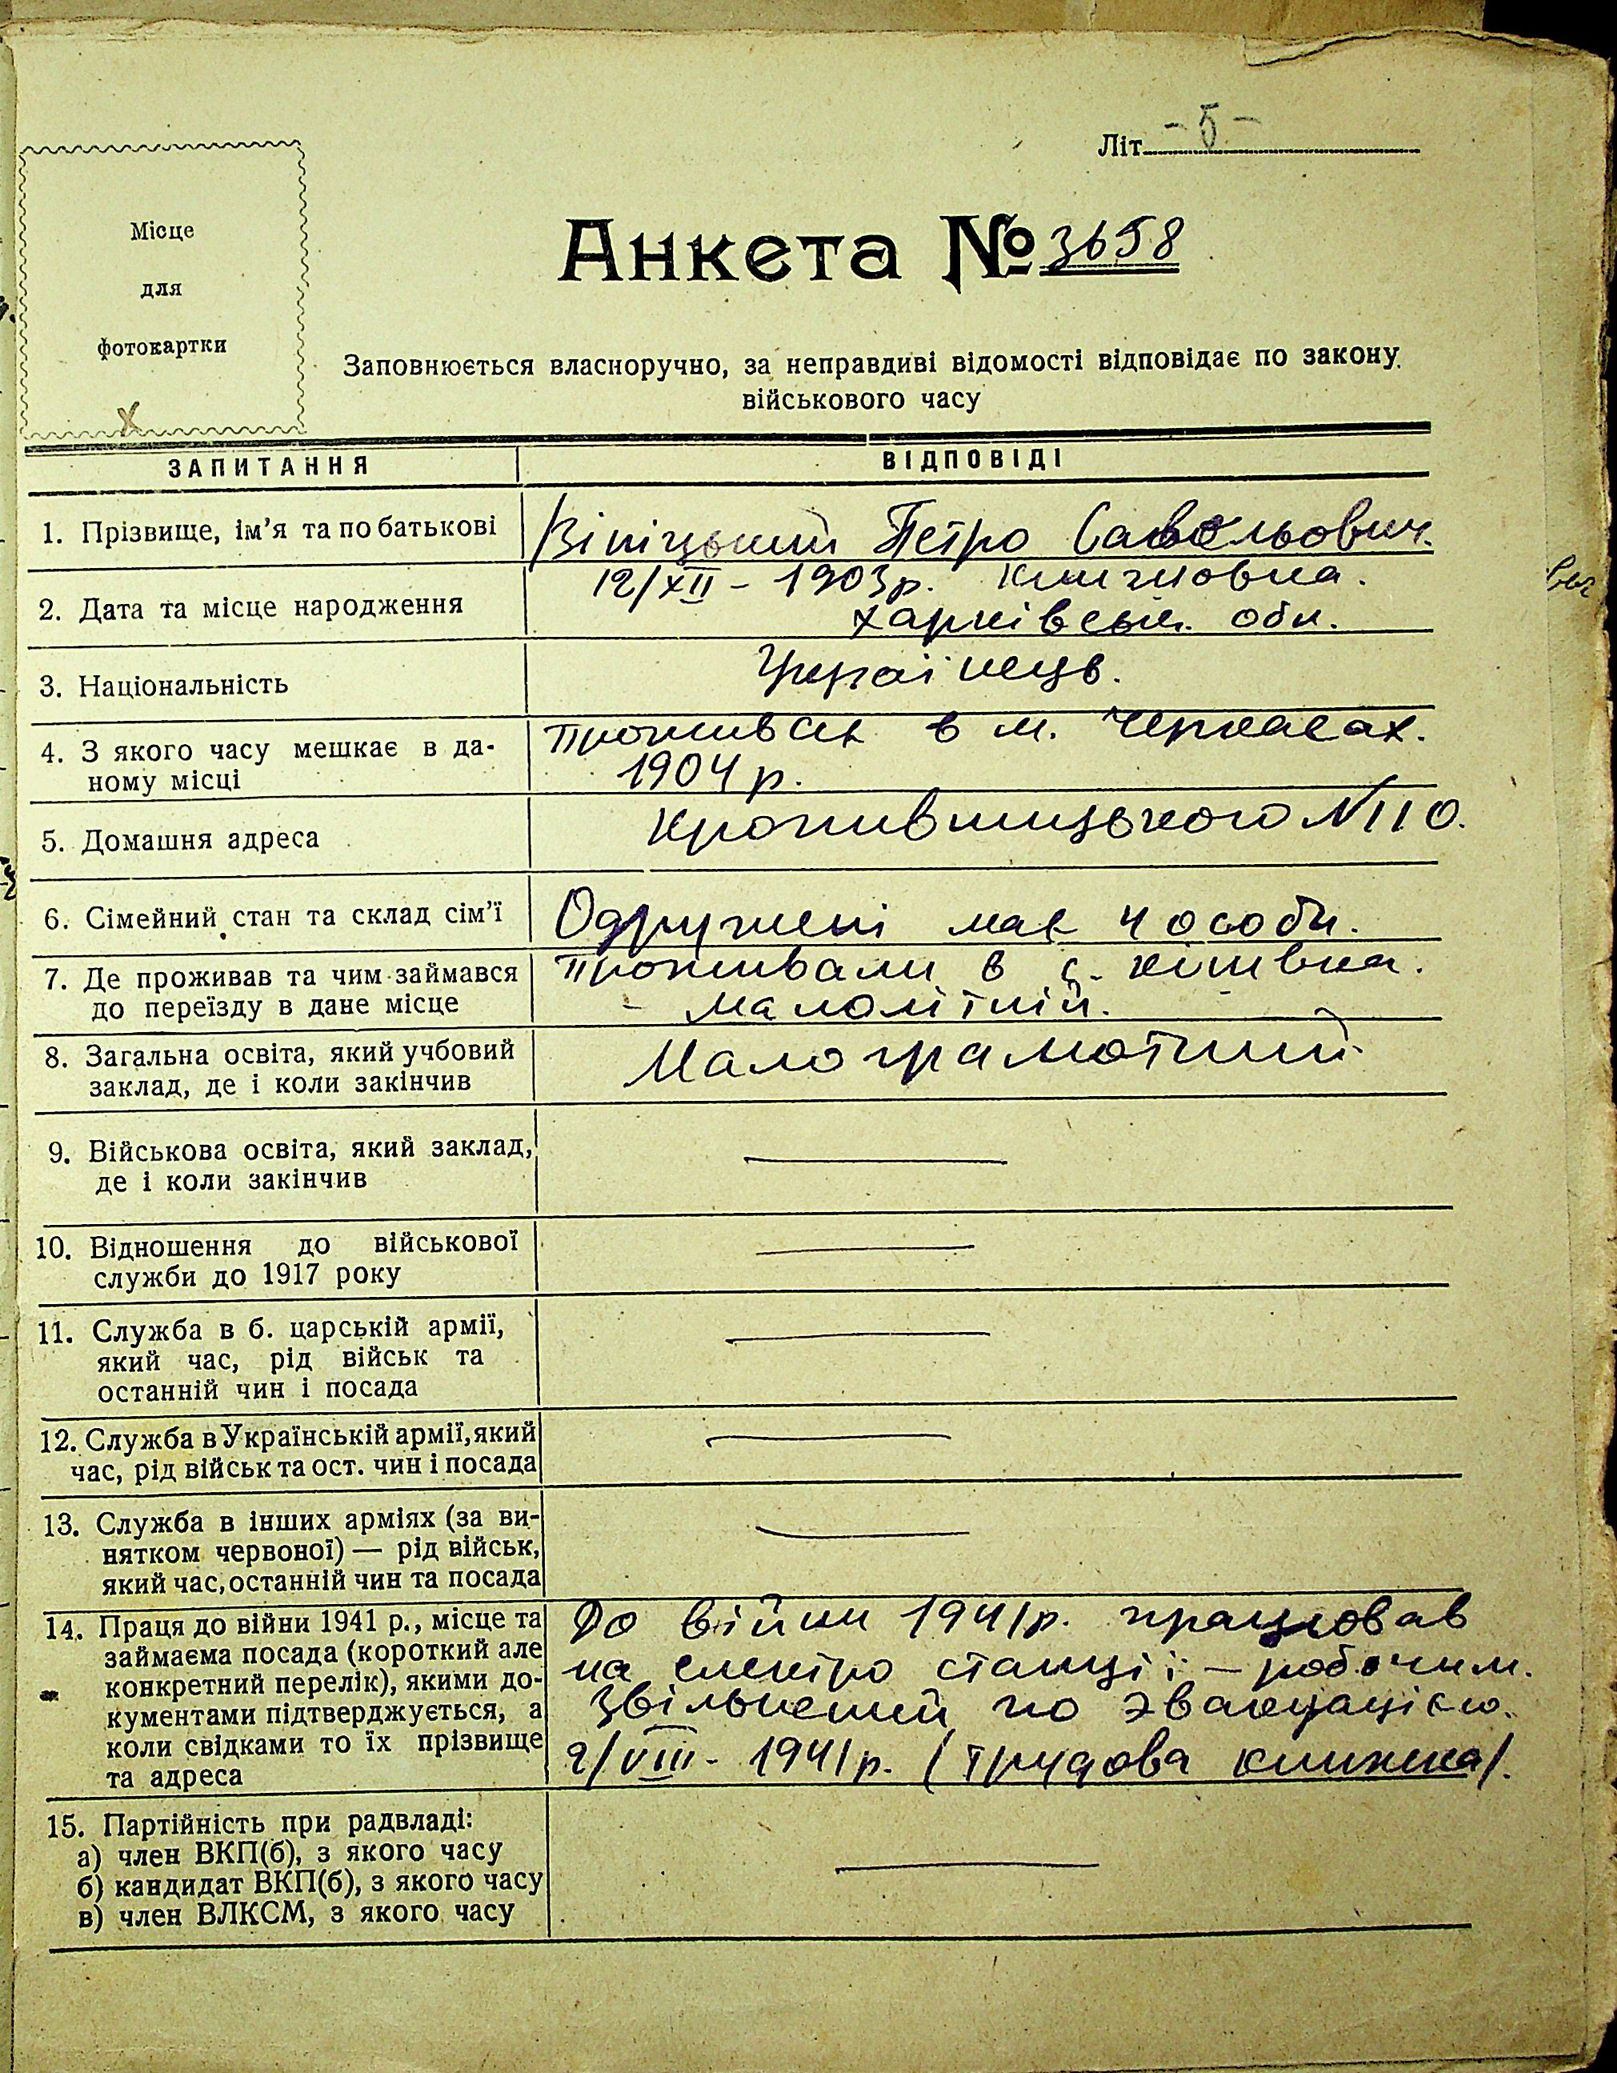 Літ. - 5 -
Місце
для
фотокартки
Анкета № 3658
Заповнюється власноручно, за неправдиві відомості відповідає по закону
військового часу
ЗАПИТАННЯ
ВІДПОВІДІ
1. Прізвище, ім'я та по батькові
Петро Савельович.
2. Дата та місце народження
12/XII - 1903 р.
Харківськ. обл.
3. Національність
Українець.
4. З якого часу мешкає в да-
ному місці
Проживає в м. Черкасах.
1904 р.
5. Домашня адреса
Кропивницького N 110.
6. Сімейний стан та склад сім'ї
Одружені має 4 особи.
7. Де проживав та чим займався
до переїзду в дане місце
Проживали в с.
- малолітній.
8. Загальна освіта, який учбовий
заклад, де і коли закінчив
Малограмотний
9. Військова освіта, який заклад,
де і коли закінчив
10. Відношення до військової
служби до 1917 року
11. Служба в б. царській армії,
який час, рід військ та
останній чин і посада
12. Служба в Українській армії, який
час, рід військ та ост. чин і посада
13. Служба в інших арміях (за ви-
нятком червоної) — рід військ,
який час, останній чин та посада
14. Праця до війни 1941 р., місце та
займаєма посада (короткий але
конкретний перелік), якими до-
кументами підтверджується, а
коли свідками то їх прізвище
та адреса
До війни 1941 р. працював
на електро станції - робочим.
Звільнений по эвакуацією.
2/VIII - 1941 р. (трудова книжка).
15. Партійність при радвладі:
а) член ВКП(б), з якого часу
б) кандидат ВКП(б), з якого часу
в) член ВЛКСМ, з якого часу